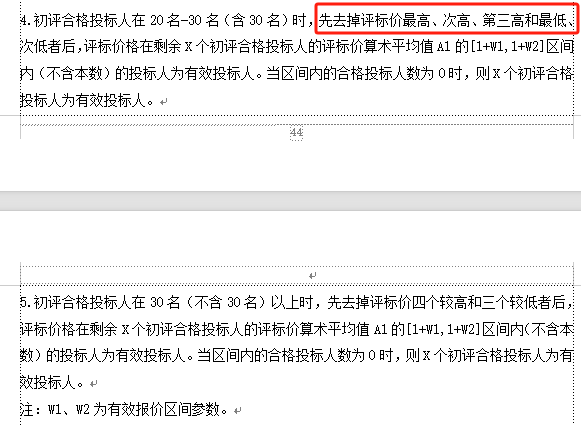 4.初评合格投标人在 20 名-30 名（含 30 名）时，先去掉评标价最高、次高、第三高和最低、
次低者后，评标价格在剩余 X 个初评合格投标人的评标价算术平均值 A1 的[1+W1,1+W2]区间
内（不含本数）的投标人为有效投标人。当区间内的合格投标人数为 0 时，则 X 个初评合格
投标人为有效投标人。
44
5.初评合格投标人在 30 名（不含 30 名）以上时，先去掉评标价四个较高和三个较低者后，
评标价格在剩余 X 个初评合格投标人的评标价算术平均值 A1 的[1+W1,1+W2]区间内(不含本
数）的投标人为有效投标人。当区间内的合格投标人数为 0 时，则 X 个初评合格投标人为有
效投标人。
注：W1、W2 为有效报价区间参数。